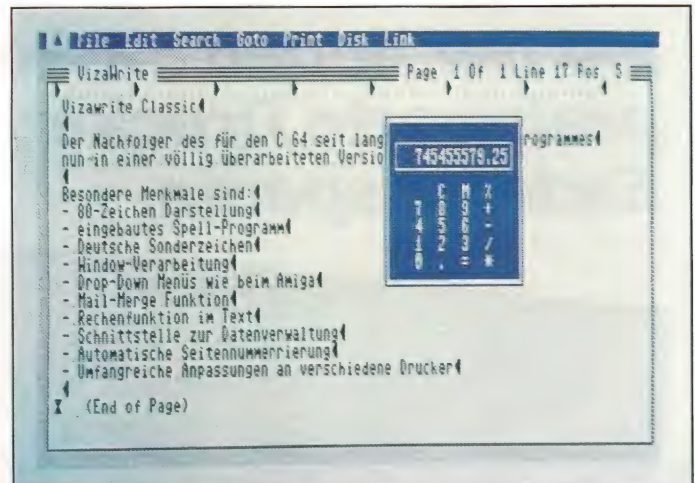 File Edit Search Goto Print Disk Link
VizaWrite Page 1 Of 1 Line 17 Pos 5
Vizawrite Classic
Der Nachfolger des für den C 64 seit lang rogrammes
nun in einer völlig überarbeiteten Versio
Besondere Merkmale sind:
- 80-Zeichen Darstellung
- eingebautes Spell-Programm
- Deutsche Sonderzeichen
- Window-Verarbeitung
- Drop-Down Menüs wie beim Amiga
- Mail-Merge Funktion
- Rechenfunktion im Text
- Schnittstelle zur Datenverwaltung
- Automatische Seitennummerrierung
- Umfangreiche Anpassungen an verschiedene Drucker
(End of Page)
745455579.25
C M %
7 8 9 +
4 5 6 -
1 2 3 /
0 . = *